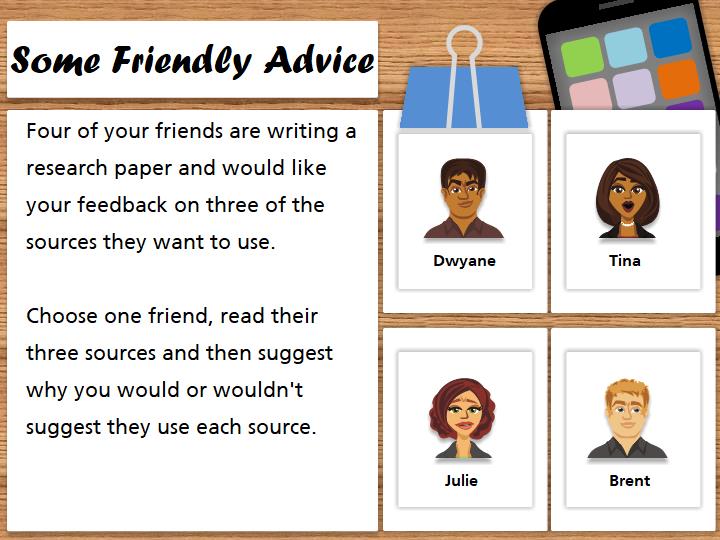 Some Friendly Advice
Four of your friends are writing a
research paper and would like
your feedback on three of the
sources they want to use.
Choose one friend, read their
three sources and then suggest
why you would or wouldn't
suggest they use each source.
Dwyane
Tina
Julie
Brent